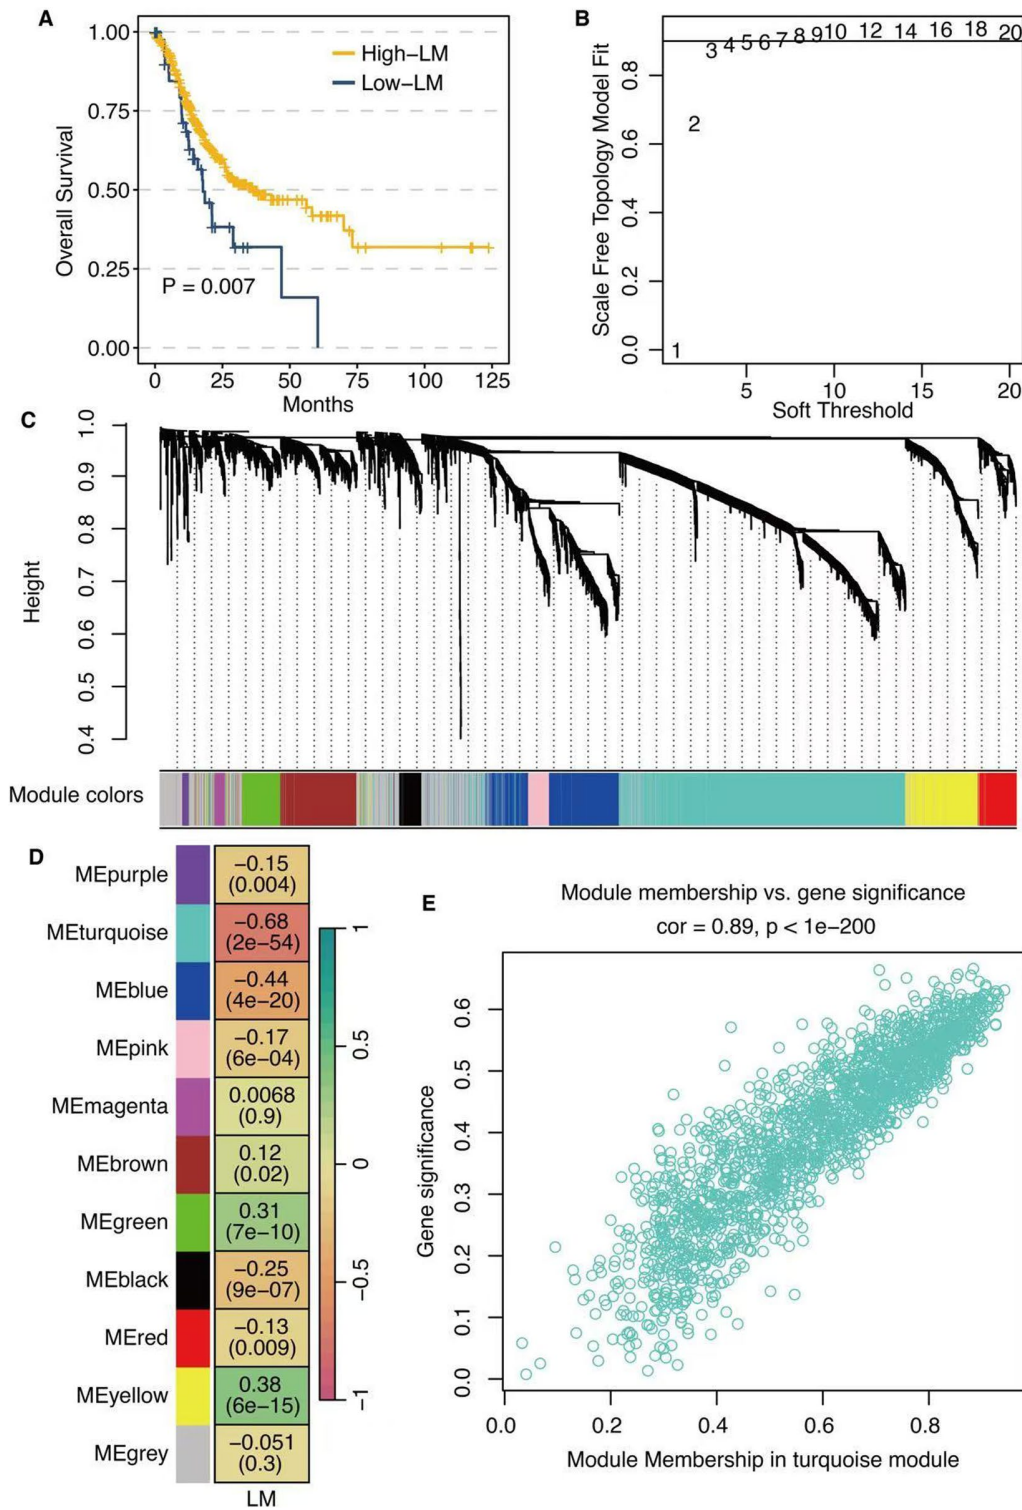 A
1.00
0.75
0.50
0.25
0.00
Overall Survival
High−LM
Low−LM
P = 0.007
0 25 50 75 100 125
Months
B
0.8
0.6
0.4
0.2
0.0
Scale Free Topology Model Fit
1 2 3 4 5 6 7 8 9 10 12 14 16 18 20
5 10 15 20
Soft Threshold
C
1.0
0.9
0.8
0.7
0.6
0.5
0.4
Height
Module colors
D
MEpurple −0.15
(0.004)
MEturquoise −0.68
(2e−54)
MEblue −0.44
(4e−20)
MEpink −0.17
(6e−04)
MEmagenta 0.0068
(0.9)
MEbrown 0.12
(0.02)
MEgreen 0.31
(7e−10)
MEblack −0.25
(9e−07)
MEred −0.13
(0.009)
MEyellow 0.38
(6e−15)
MEgrey −0.051
(0.3)
LM
1
0.5
0
−0.5
−1
E
Module membership vs. gene significance
cor = 0.89, p < 1e−200
0.6
0.5
0.4
0.3
0.2
0.1
0.0
Gene significance
0.0 0.2 0.4 0.6 0.8
Module Membership in turquoise module